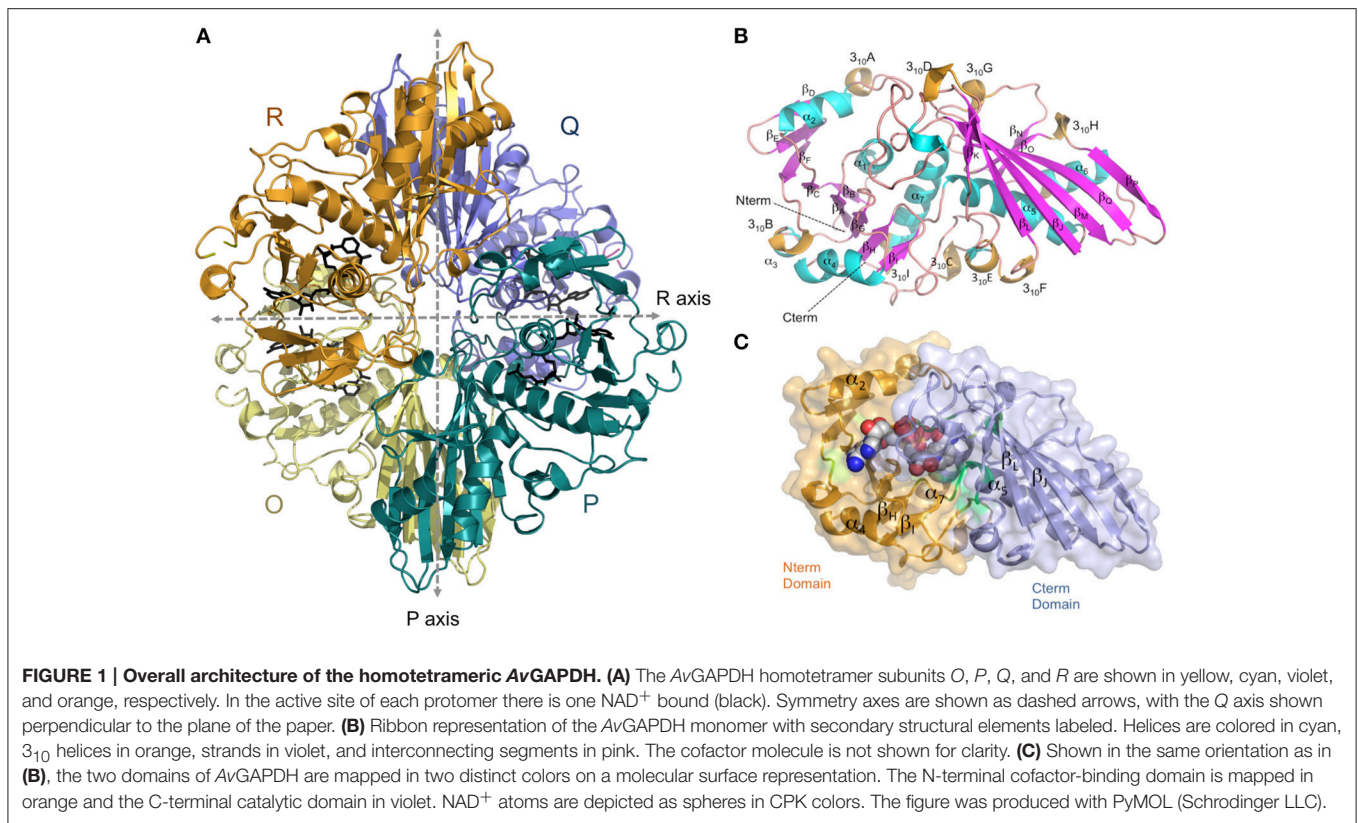 A
R
Q
R axis
O
P
P axis
B
3₁₀A
3₁₀D
3₁₀G
β_D
α₂
β_E
β_F
β_C
α₁
β_B
β_A
β_G
Nterm
3₁₀B
α₃
α₄
β_H
β_I
3₁₀I
Cterm
α₇
β_K
β_N
β_O
3₁₀H
α₆
β_P
β_Q
β_M
α₅
β_J
β_L
3₁₀C
3₁₀E
3₁₀F
C
α₂
β_L
β_J
α₅
α₇
β_H
β_I
α₄
Nterm
Domain
Cterm
Domain
FIGURE 1 | Overall architecture of the homotetrameric AvGAPDH. (A) The AvGAPDH homotetramer subunits O, P, Q, and R are shown in yellow, cyan, violet,
and orange, respectively. In the active site of each protomer there is one NAD⁺ bound (black). Symmetry axes are shown as dashed arrows, with the Q axis shown
perpendicular to the plane of the paper. (B) Ribbon representation of the AvGAPDH monomer with secondary structural elements labeled. Helices are colored in cyan,
3₁₀ helices in orange, strands in violet, and interconnecting segments in pink. The cofactor molecule is not shown for clarity. (C) Shown in the same orientation as in
(B), the two domains of AvGAPDH are mapped in two distinct colors on a molecular surface representation. The N-terminal cofactor-binding domain is mapped in
orange and the C-terminal catalytic domain in violet. NAD⁺ atoms are depicted as spheres in CPK colors. The figure was produced with PyMOL (Schrodinger LLC).